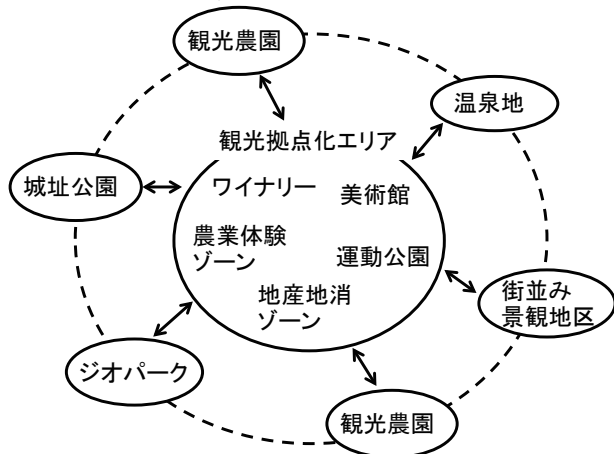 観光農園
温泉地
観光拠点化エリア
城址公園
ワイナリー
美術館
農業体験
ゾーン
運動公園
地産地消
ゾーン
街並み
景観地区
ジオパーク
観光農園